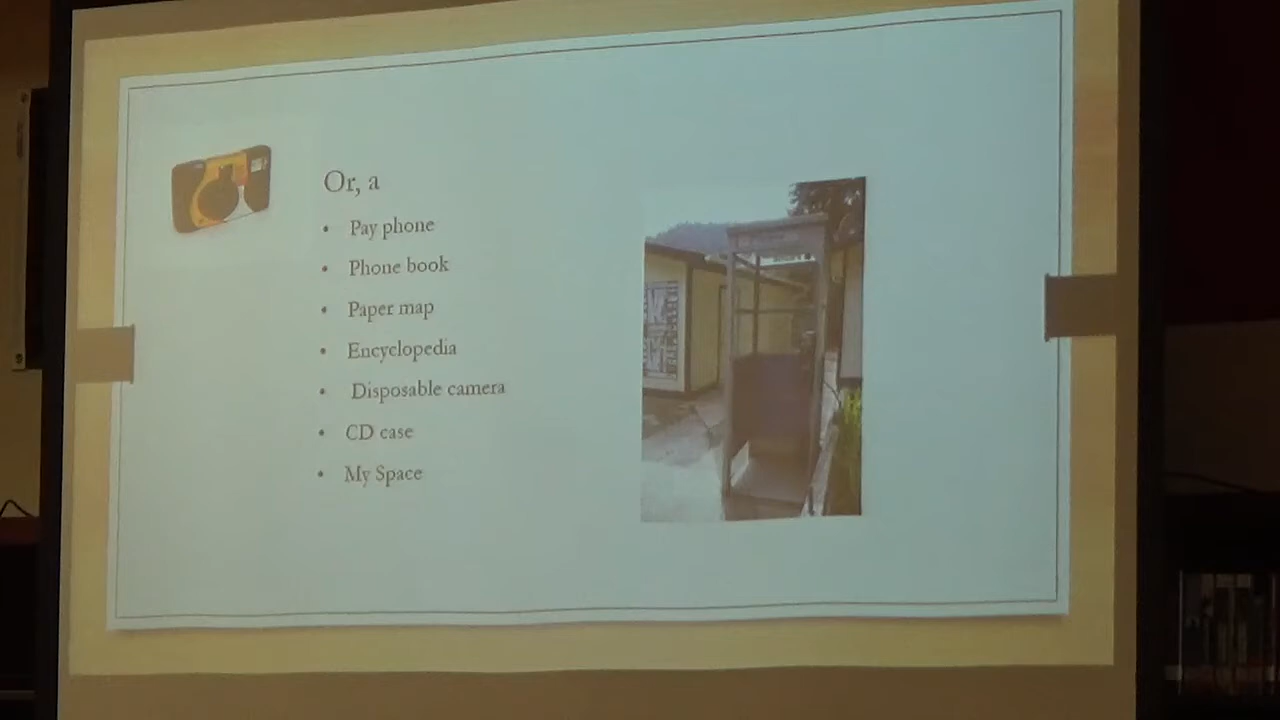 Or, a
• Pay phone
• Phone book
• Paper map
• Encyclopedia
• Disposable camera
• CD case
• My Space